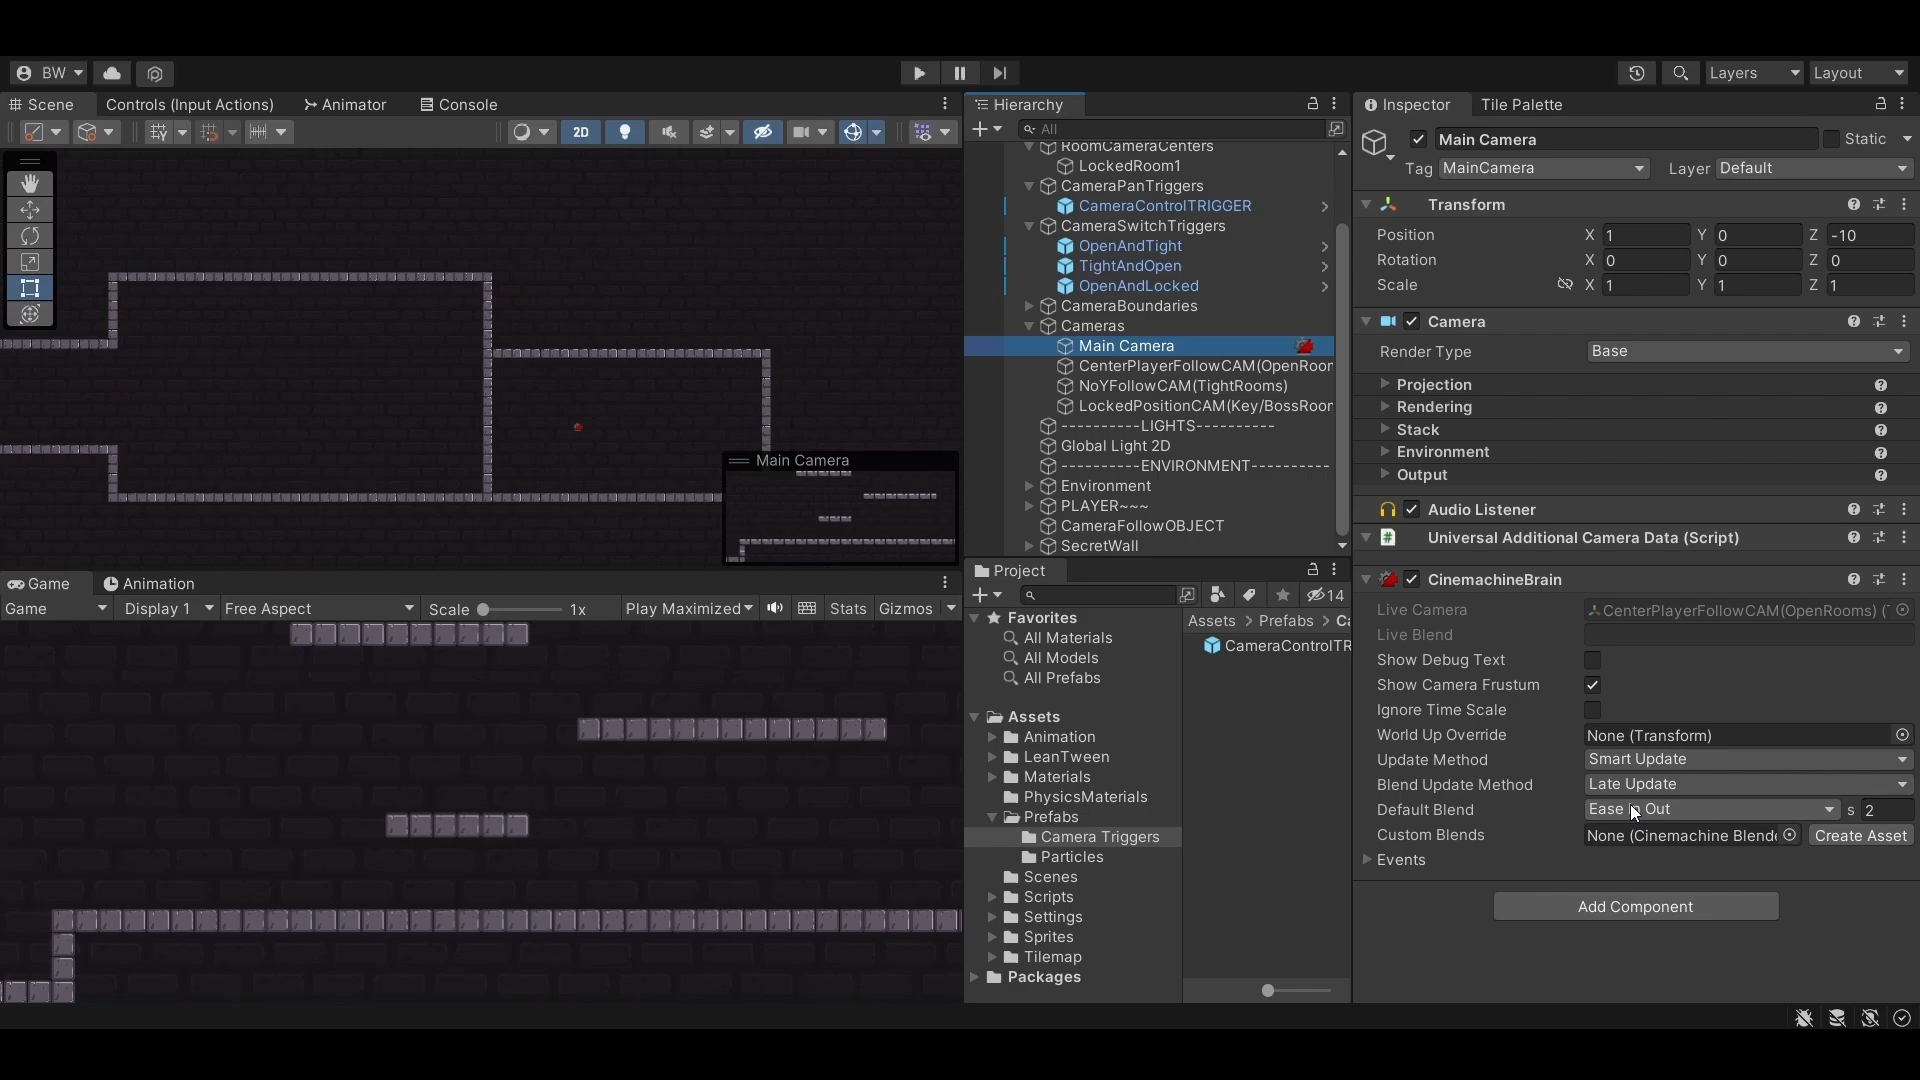 BW
Layers
Layout
Scene
Controls (Input Actions)
Animator
Console
2D
Main Camera
Hierarchy
All
RoomCameraCenters
LockedRoom1
CameraPanTriggers
CameraControlTRIGGER
CameraSwitchTriggers
OpenAndTight
TightAndOpen
OpenAndLocked
CameraBoundaries
Cameras
Main Camera
CenterPlayerFollowCAM(OpenRoor
NoYFollowCAM(TightRooms)
LockedPositionCAM(Key/BossRoor
----------LIGHTS----------
Global Light 2D
----------ENVIRONMENT----------
Environment
PLAYER~~~
CameraFollowOBJECT
SecretWall
Game
Animation
Game
Display 1
Free Aspect
Scale
1x
Play Maximized
Stats
Gizmos
Project
14
Favorites
All Materials
All Models
All Prefabs
Assets
Animation
LeanTween
Materials
PhysicsMaterials
Prefabs
Camera Triggers
Particles
Scenes
Scripts
Settings
Sprites
Tilemap
Packages
Assets > Prefabs > Ca
CameraControlTR
Inspector
Tile Palette
Main Camera
Static
Tag MainCamera
Layer Default
Transform
Position X 1 Y 0 Z -10
Rotation X 0 Y 0 Z 0
Scale X 1 Y 1 Z 1
Camera
Render Type Base
Projection
Rendering
Stack
Environment
Output
Audio Listener
Universal Additional Camera Data (Script)
CinemachineBrain
Live Camera CenterPlayerFollowCAM(OpenRooms) (
Live Blend
Show Debug Text
Show Camera Frustum
Ignore Time Scale
World Up Override None (Transform)
Update Method Smart Update
Blend Update Method Late Update
Default Blend Ease In Out s 2
Custom Blends None (Cinemachine Blende Create Asset
Events
Add Component